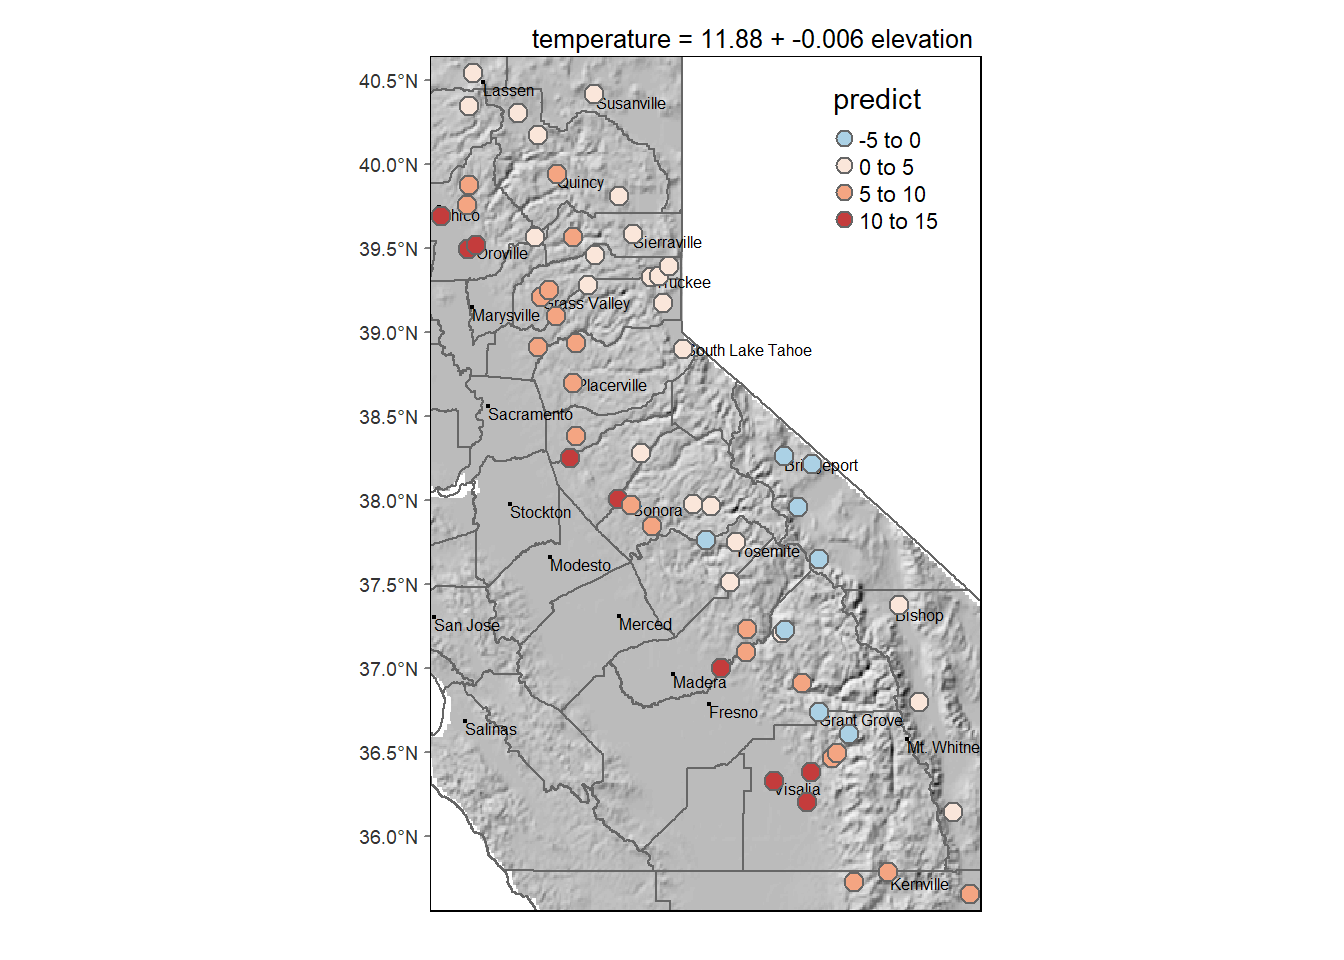 temperature = 11.88 + -0.006 elevation
predict
-5 to 0
0 to 5
5 to 10
10 to 15
40.5°N
40.0°N
39.5°N
39.0°N
38.5°N
38.0°N
37.5°N
37.0°N
36.5°N
36.0°N
Lassen
Susanville
Quincy
hico
Oroville
Sierraville
Truckee
Grass Valley
Marysville
South Lake Tahoe
Placerville
Sacramento
Bridgeport
Stockton
Sonora
Yosemite
Modesto
Bishop
San Jose
Merced
Madera
Fresno
Grant Grove
Salinas
Mt. Whitne
Visalia
Kernville